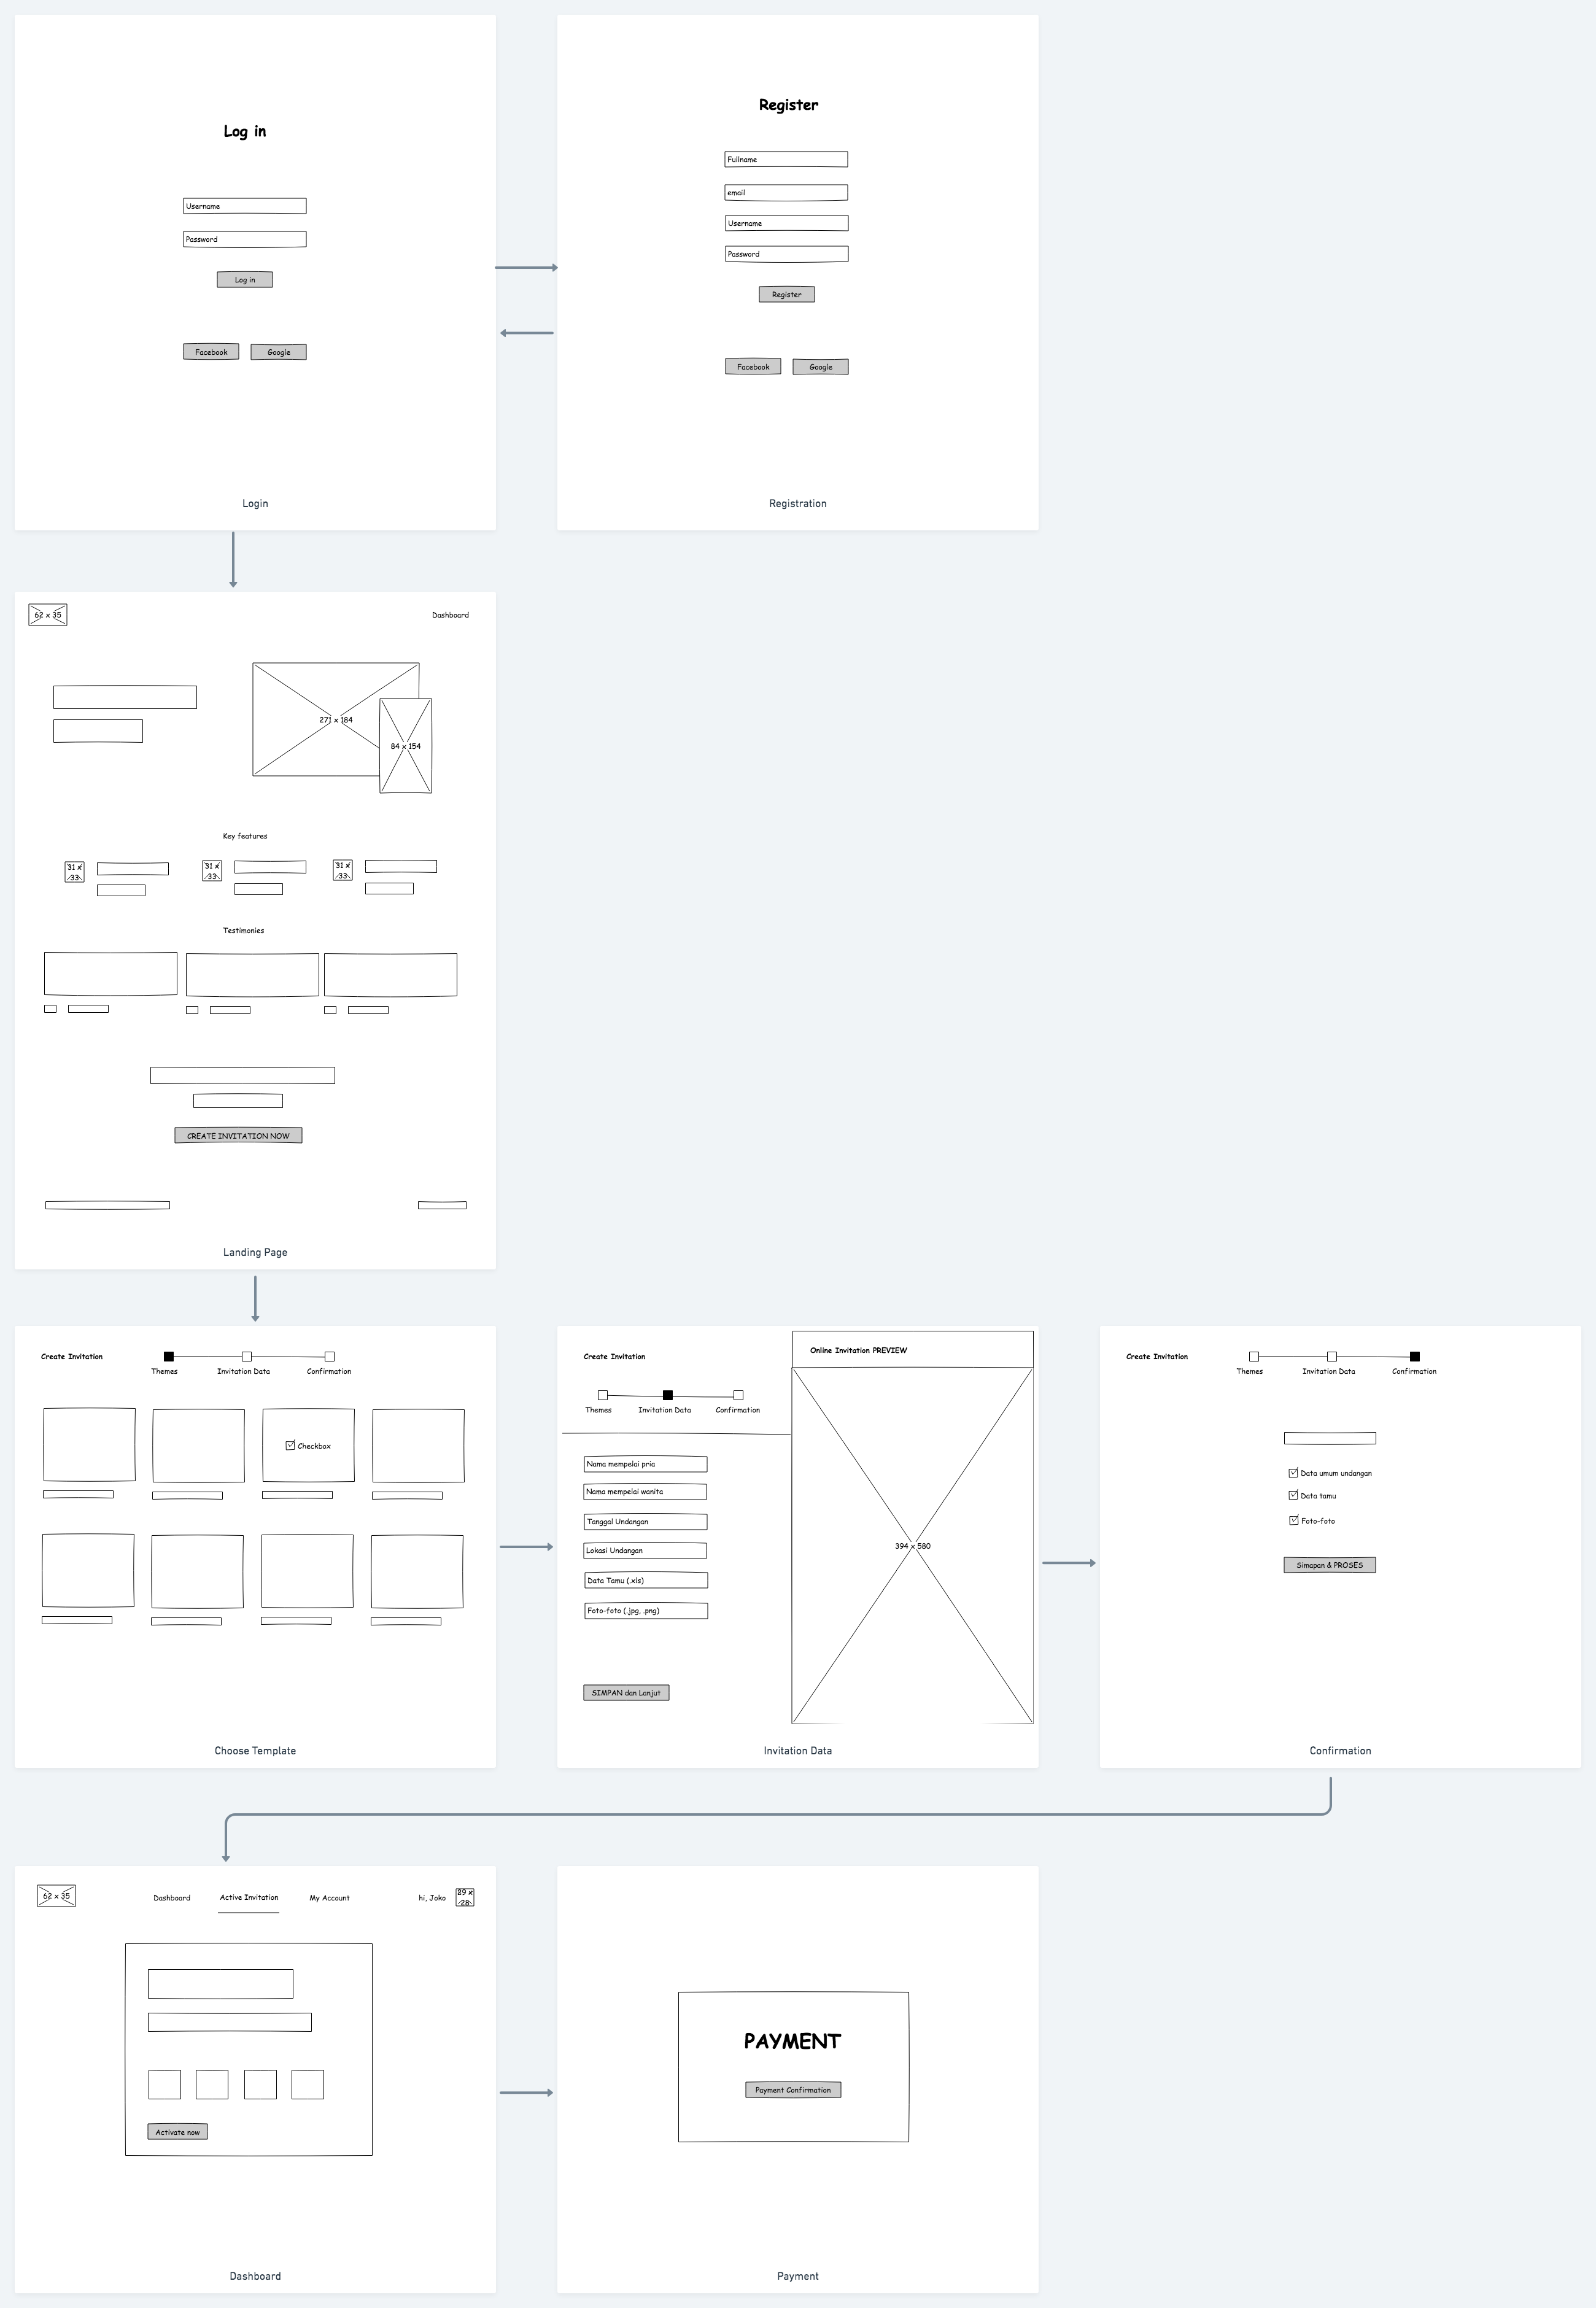 Log in
Username
Password
Log in
Facebook
Google
Login
Register
Fullname
email
Username
Password
Register
Facebook
Google
Registration
62 x 35
Dashboard
271 x 184
84 x 154
Key features
31 x
33
31 x
33
31 x
33
Testimonies
CREATE INVITATION NOW
Landing Page
Create Invitation
Themes
Invitation Data
Confirmation
Checkbox
Choose Template
Create Invitation
Themes
Invitation Data
Confirmation
Nama mempelai pria
Nama mempelai wanita
Tanggal Undangan
Lokasi Undangan
Data Tamu (.xls)
Foto-foto (.jpg, .png)
SIMPAN dan Lanjut
Online Invitation PREVIEW
394 x 580
Invitation Data
Create Invitation
Themes
Invitation Data
Confirmation
Data umum undangan
Data tamu
Foto-foto
Simapan & PROSES
Confirmation
62 x 35
Dashboard
Active Invitation
My Account
hi, Joko
29 x
28
Activate now
Dashboard
PAYMENT
Payment Confirmation
Payment